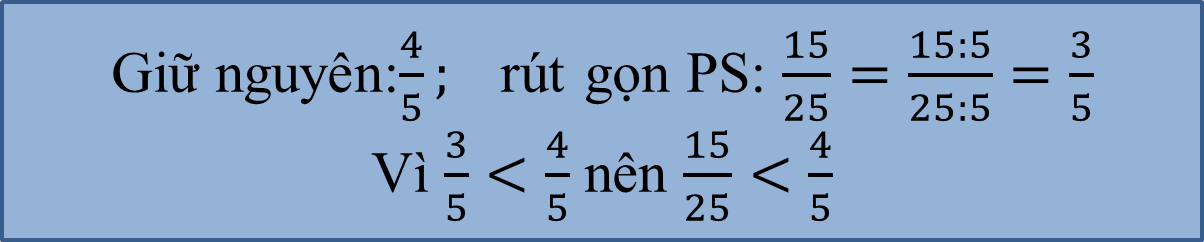 Giữ nguyên:4/5 ; rút gọn PS: 15/25 = 15:5/25:5 = 3/5
Vì 3/5 < 4/5 nên 15/25 < 4/5